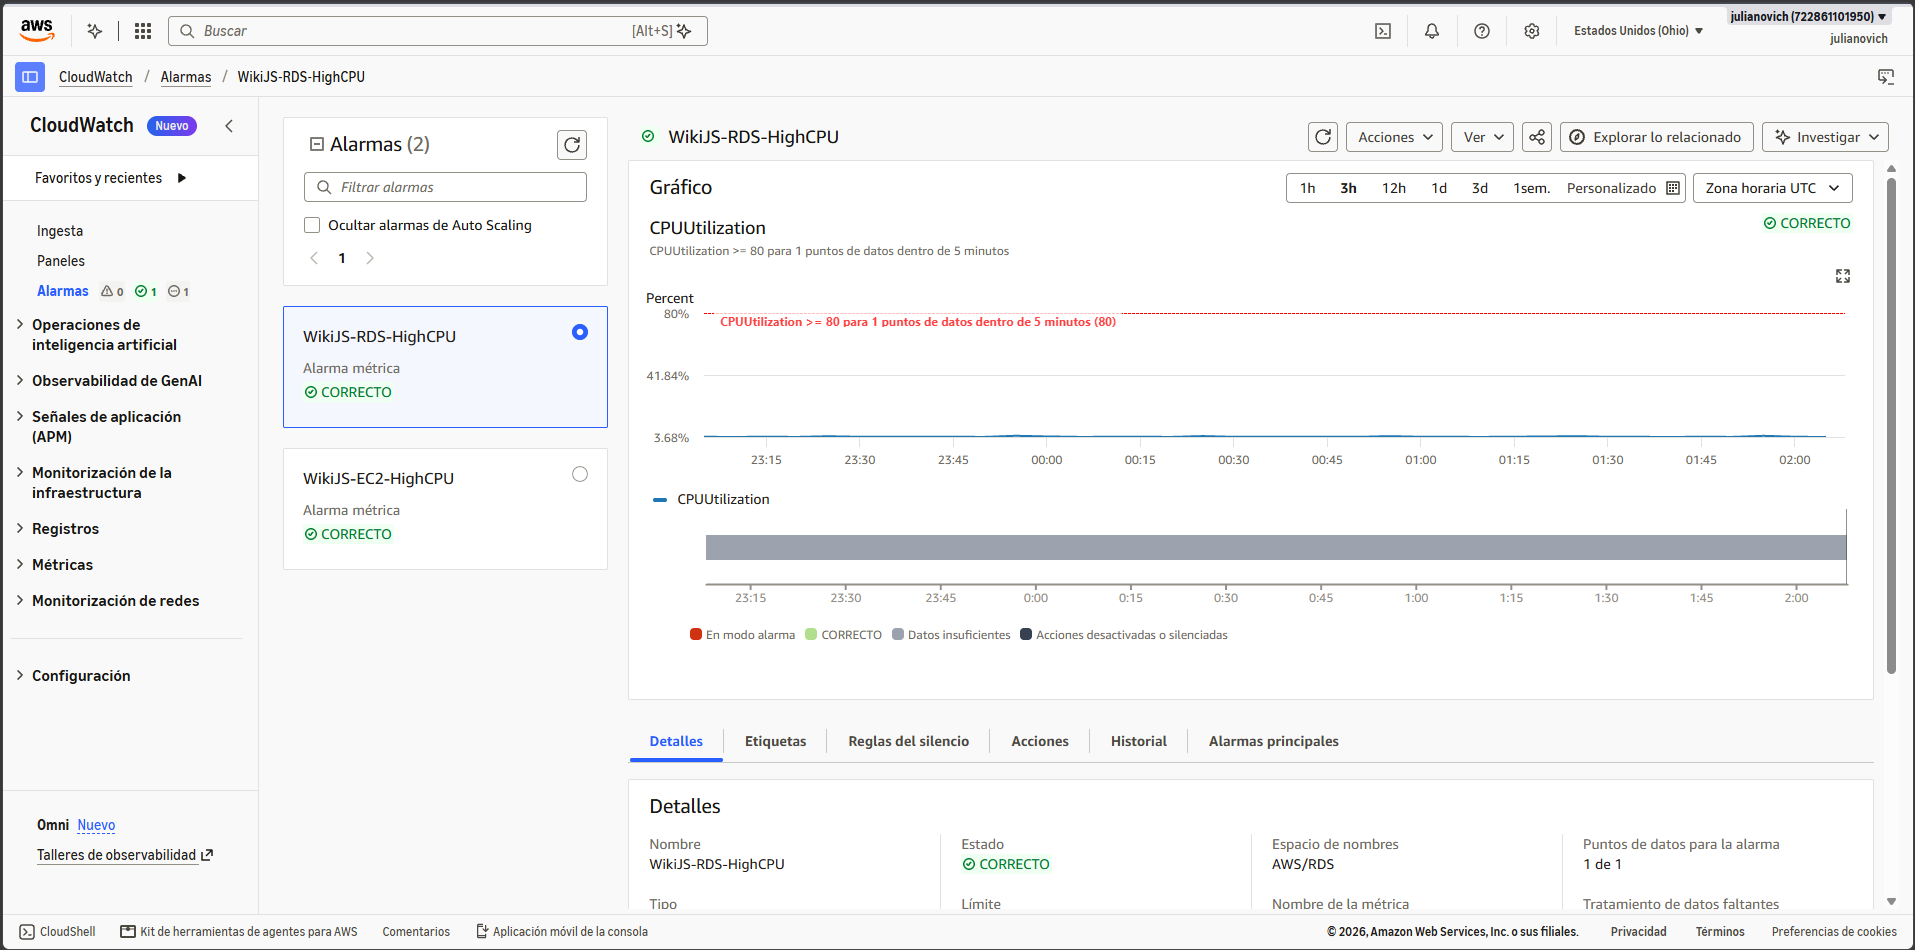 aws
Buscar
[Alt+S]
Estados Unidos (Ohio)
julianovich (722861101950)
julianovich
CloudWatch / Alarmas / WikiJS-RDS-HighCPU
CloudWatch Nuevo
Favoritos y recientes
Ingesta
Paneles
Alarmas 0 1 1
Operaciones de
inteligencia artificial
Observabilidad de GenAI
Señales de aplicación
(APM)
Monitorización de la
infraestructura
Registros
Métricas
Monitorización de redes
Configuración
Omni Nuevo
Talleres de observabilidad
Alarmas (2)
Filtrar alarmas
Ocultar alarmas de Auto Scaling
1
WikiJS-RDS-HighCPU
Alarma métrica
CORRECTO
WikiJS-EC2-HighCPU
Alarma métrica
CORRECTO
WikiJS-RDS-HighCPU
Acciones
Ver
Explorar lo relacionado
Investigar
Gráfico
1h 3h 12h 1d 3d 1sem. Personalizado
Zona horaria UTC
CPUUtilization
CORRECTO
CPUUtilization >= 80 para 1 puntos de datos dentro de 5 minutos
Percent
80%
CPUUtilization >= 80 para 1 puntos de datos dentro de 5 minutos (80)
41.84%
3.68%
23:15 23:30 23:45 00:00 00:15 00:30 00:45 01:00 01:15 01:30 01:45 02:00
CPUUtilization
23:15 23:30 23:45 0:00 0:15 0:30 0:45 1:00 1:15 1:30 1:45 2:00
En modo alarma CORRECTO Datos insuficientes Acciones desactivadas o silenciadas
Detalles Etiquetas Reglas del silencio Acciones Historial Alarmas principales
Detalles
Nombre
WikiJS-RDS-HighCPU
Estado
CORRECTO
Espacio de nombres
AWS/RDS
Puntos de datos para la alarma
1 de 1
Tipo
Límite
Nombre de la métrica
Tratamiento de datos faltantes
CloudShell
Kit de herramientas de agentes para AWS
Comentarios
Aplicación móvil de la consola
© 2026, Amazon Web Services, Inc. o sus filiales.
Privacidad
Términos
Preferencias de cookies